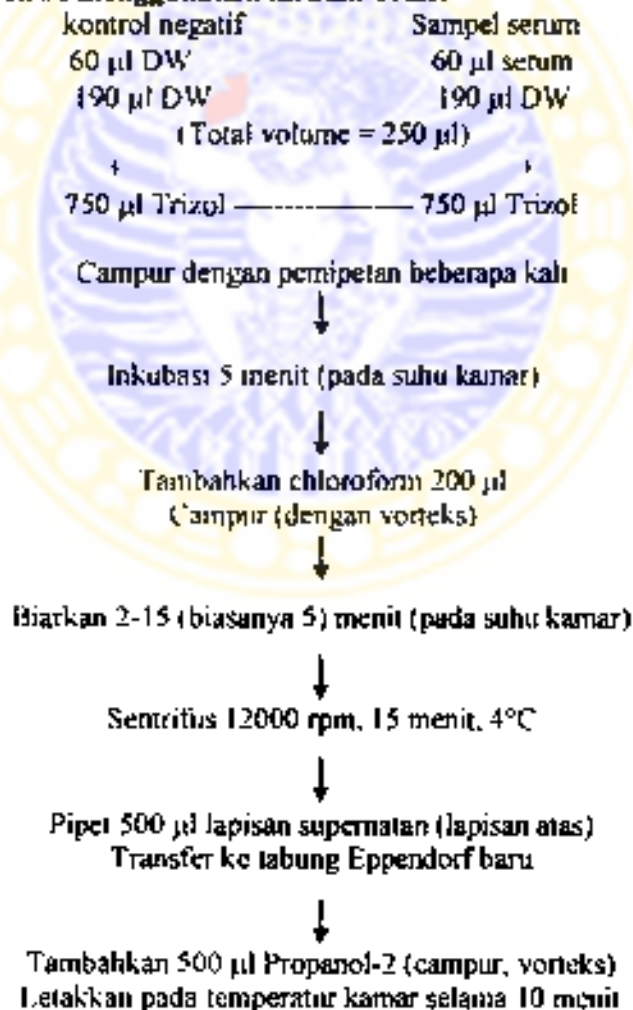 kontrol negatif Sampel serum
60 µl DW 60 µl serum
190 µl DW 190 µl DW
(Total volume = 250 µl)
+ +
750 µl Trizol ---------------- 750 µl Trizol
Campur dengan pemipetan beberapa kali
Inkubasi 5 menit (pada suhu kamar)
Tambahkan chloroform 200 µl
Campur (dengan vorteks)
Biarkan 2-15 (biasanya 5) menit (pada suhu kamar)
Sentrifus 12000 rpm, 15 menit, 4°C
Pipet 500 µl lapisan supernatan (lapisan atas)
Transfer ke tabung Eppendorf baru
Tambahkan 500 µl Propanol-2 (campur, vorteks)
Letakkan pada temperatur kamar selama 10 menit